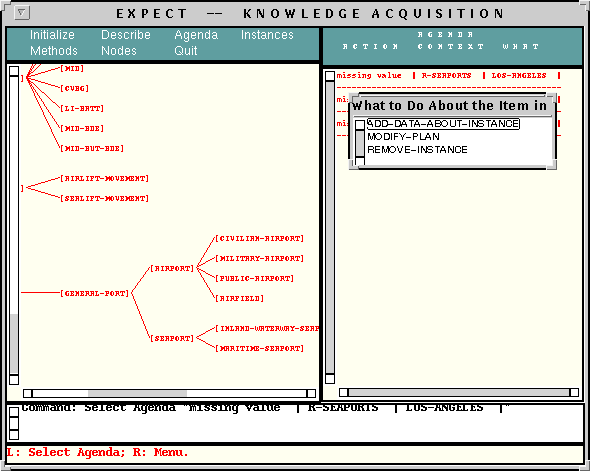 EXPECT -- KNOWLEDGE ACQUISITION
Initialize Describe Agenda Instances
Methods Nodes Quit
AGENDA
ACTION CONTEXT WHAT
[MID]
[CVBG]
[LI-BATT]
[MID-BDE]
[MID-BUT-BDE]
[AIRLIFT-MOVEMENT]
[SEALIFT-MOVEMENT]
[CIVILIAN-AIRPORT]
[MILITARY-AIRPORT]
[AIRPORT]
[PUBLIC-AIRPORT]
[GENERAL-PORT]
[AIRFIELD]
[INLAND-WATERWAY-SEAP
[SEAPORT]
[MARITIME-SEAPORT]
missing value | R-SEAPORTS | LOS-ANGELES |
What to Do About the Item in
ADD-DATA-ABOUT-INSTANCE
MODIFY-PLAN
REMOVE-INSTANCE
Command: Select Agenda "missing value | R-SEAPORTS | LOS-ANGELES |"
L: Select Agenda; R: Menu.